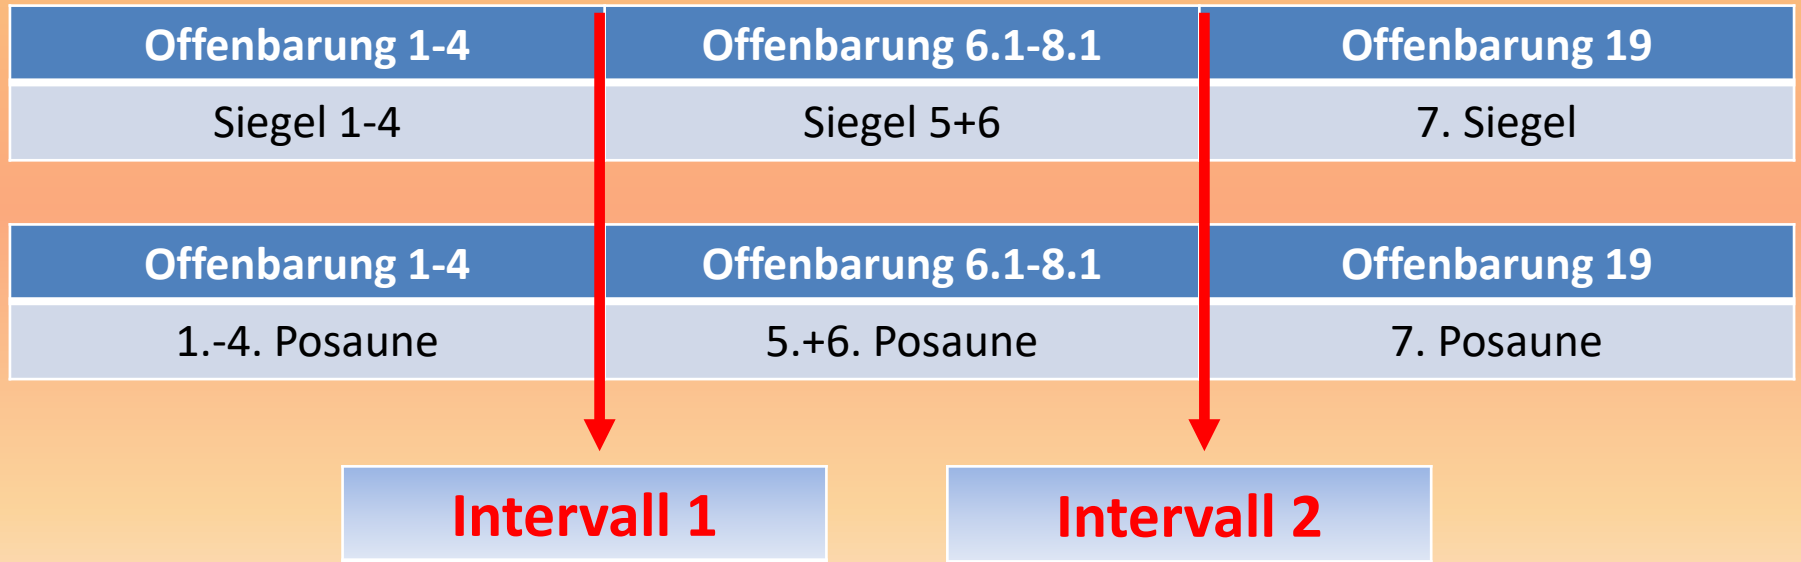 Offenbarung 1-4 Offenbarung 6.1-8.1 Offenbarung 19
Siegel 1-4 Siegel 5+6 7. Siegel
Offenbarung 1-4 Offenbarung 6.1-8.1 Offenbarung 19
1.-4. Posaune 5.+6. Posaune 7. Posaune
Intervall 1 Intervall 2